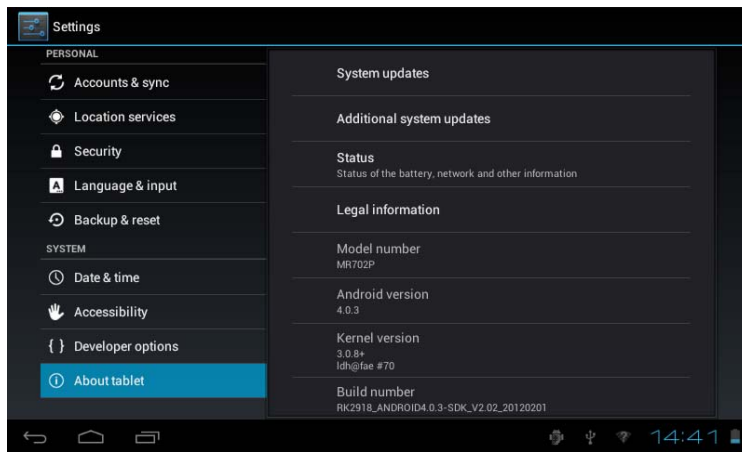 Settings
PERSONAL
Accounts & sync
Location services
Security
Language & input
Backup & reset
SYSTEM
Date & time
Accessibility
{ } Developer options
About tablet
System updates
Additional system updates
Status
Status of the battery, network and other information
Legal information
Model number
MR702P
Android version
4.0.3
Kernel version
3.0.8+
ldh@fae #70
Build number
RK2918_ANDROID4.0.3-SDK_V2.02_20120201
14:41